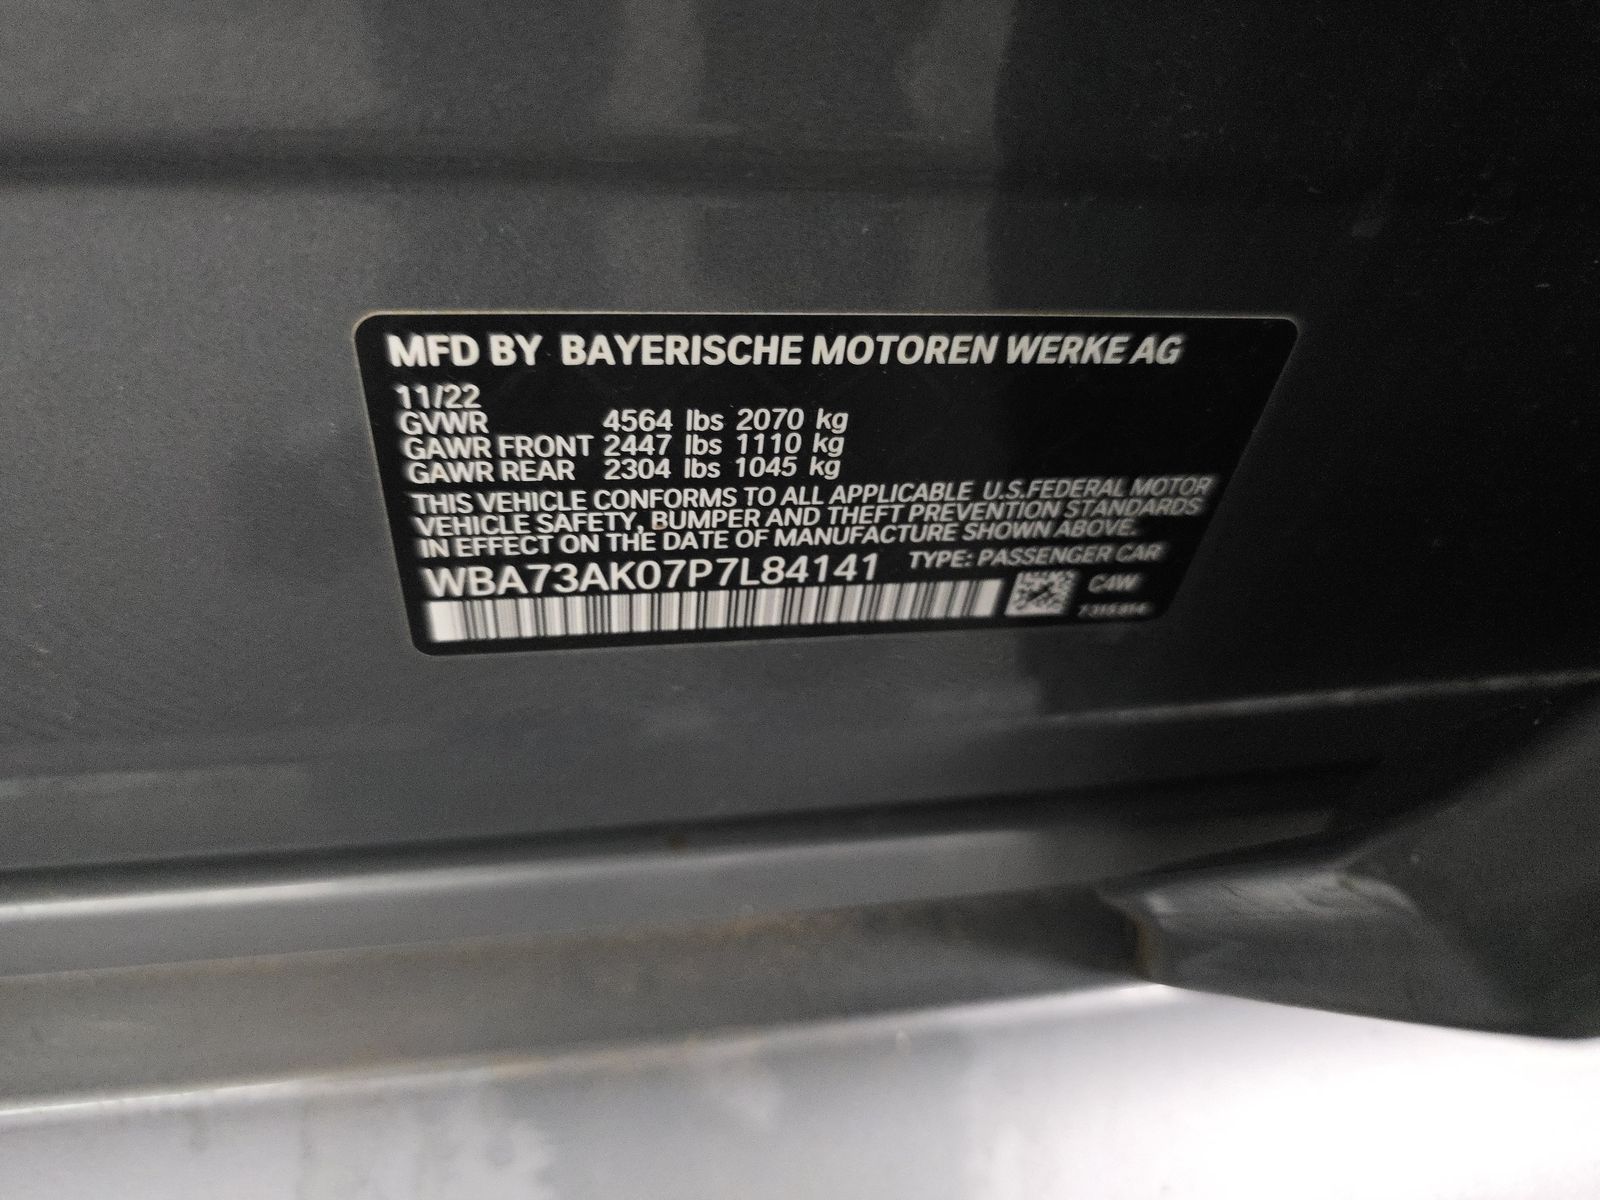 MFD BY BAYERISCHE MOTOREN WERKE AG
11/22
GVWR 4564 lbs 2070 kg
GAWR FRONT 2447 lbs 1110 kg
GAWR REAR 2304 lbs 1045 kg
THIS VEHICLE CONFORMS TO ALL APPLICABLE U.S.FEDERAL MOTOR
VEHICLE SAFETY, BUMPER AND THEFT PREVENTION STANDARDS
IN EFFECT ON THE DATE OF MANUFACTURE SHOWN ABOVE.
WBA73AK07P7L84141 TYPE: PASSENGER CAR
C4W